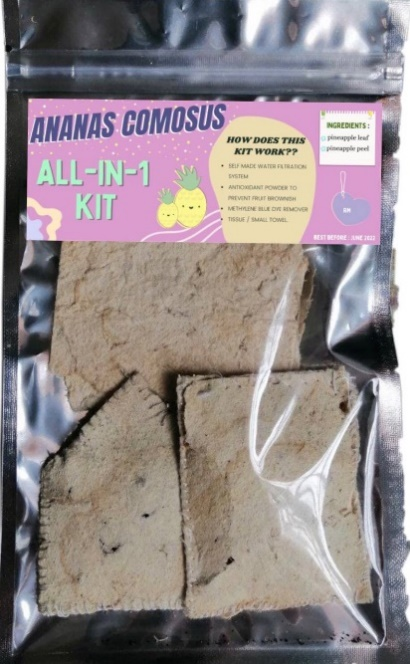 ANANAS COMOSUS
ALL-IN-1
KIT
HOW DOES THIS
KIT WORK??
• SELF MADE WATER FILTRATION
SYSTEM
• ANTIOXIDANT POWDER TO
PREVENT FRUIT BROWNISH
• METHYLENE BLUE DYE REMOVER
• TISSUE / SMALL TOWEL
INGREDIENTS :
pineapple leaf
pineapple peel
BEST BEFORE : JUNE 2022